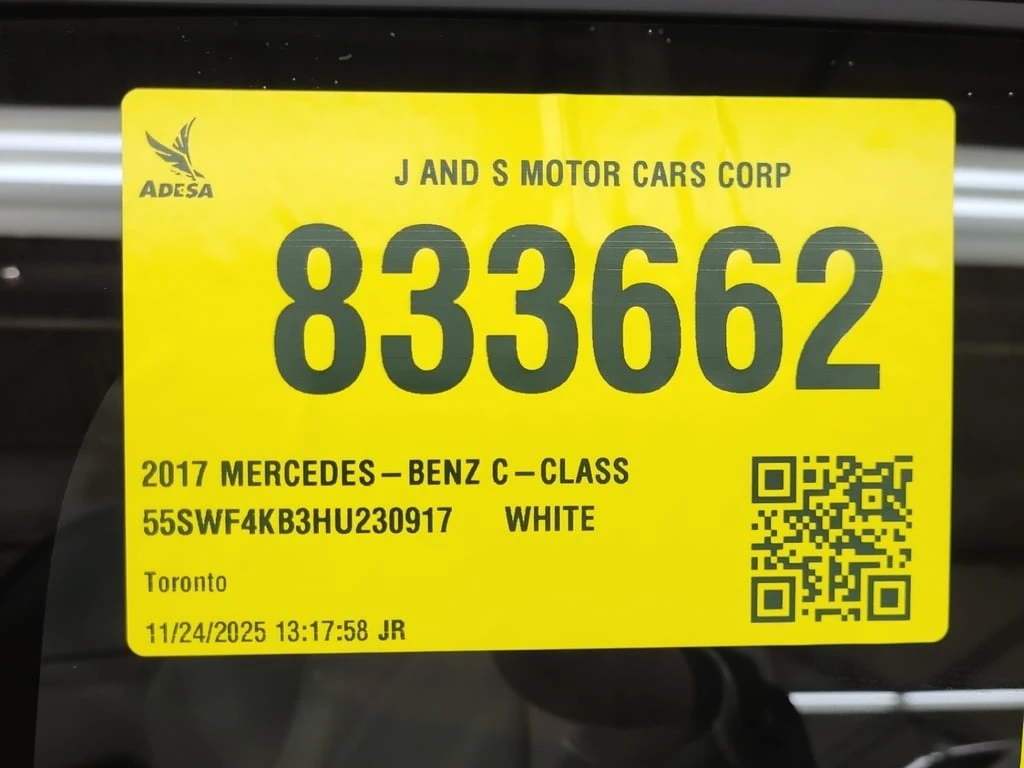 ADESA
J AND S MOTOR CARS CORP
833662
2017 MERCEDES-BENZ C-CLASS
55SWF4KB3HU230917 WHITE
Toronto
11/24/2025 13:17:58 JR